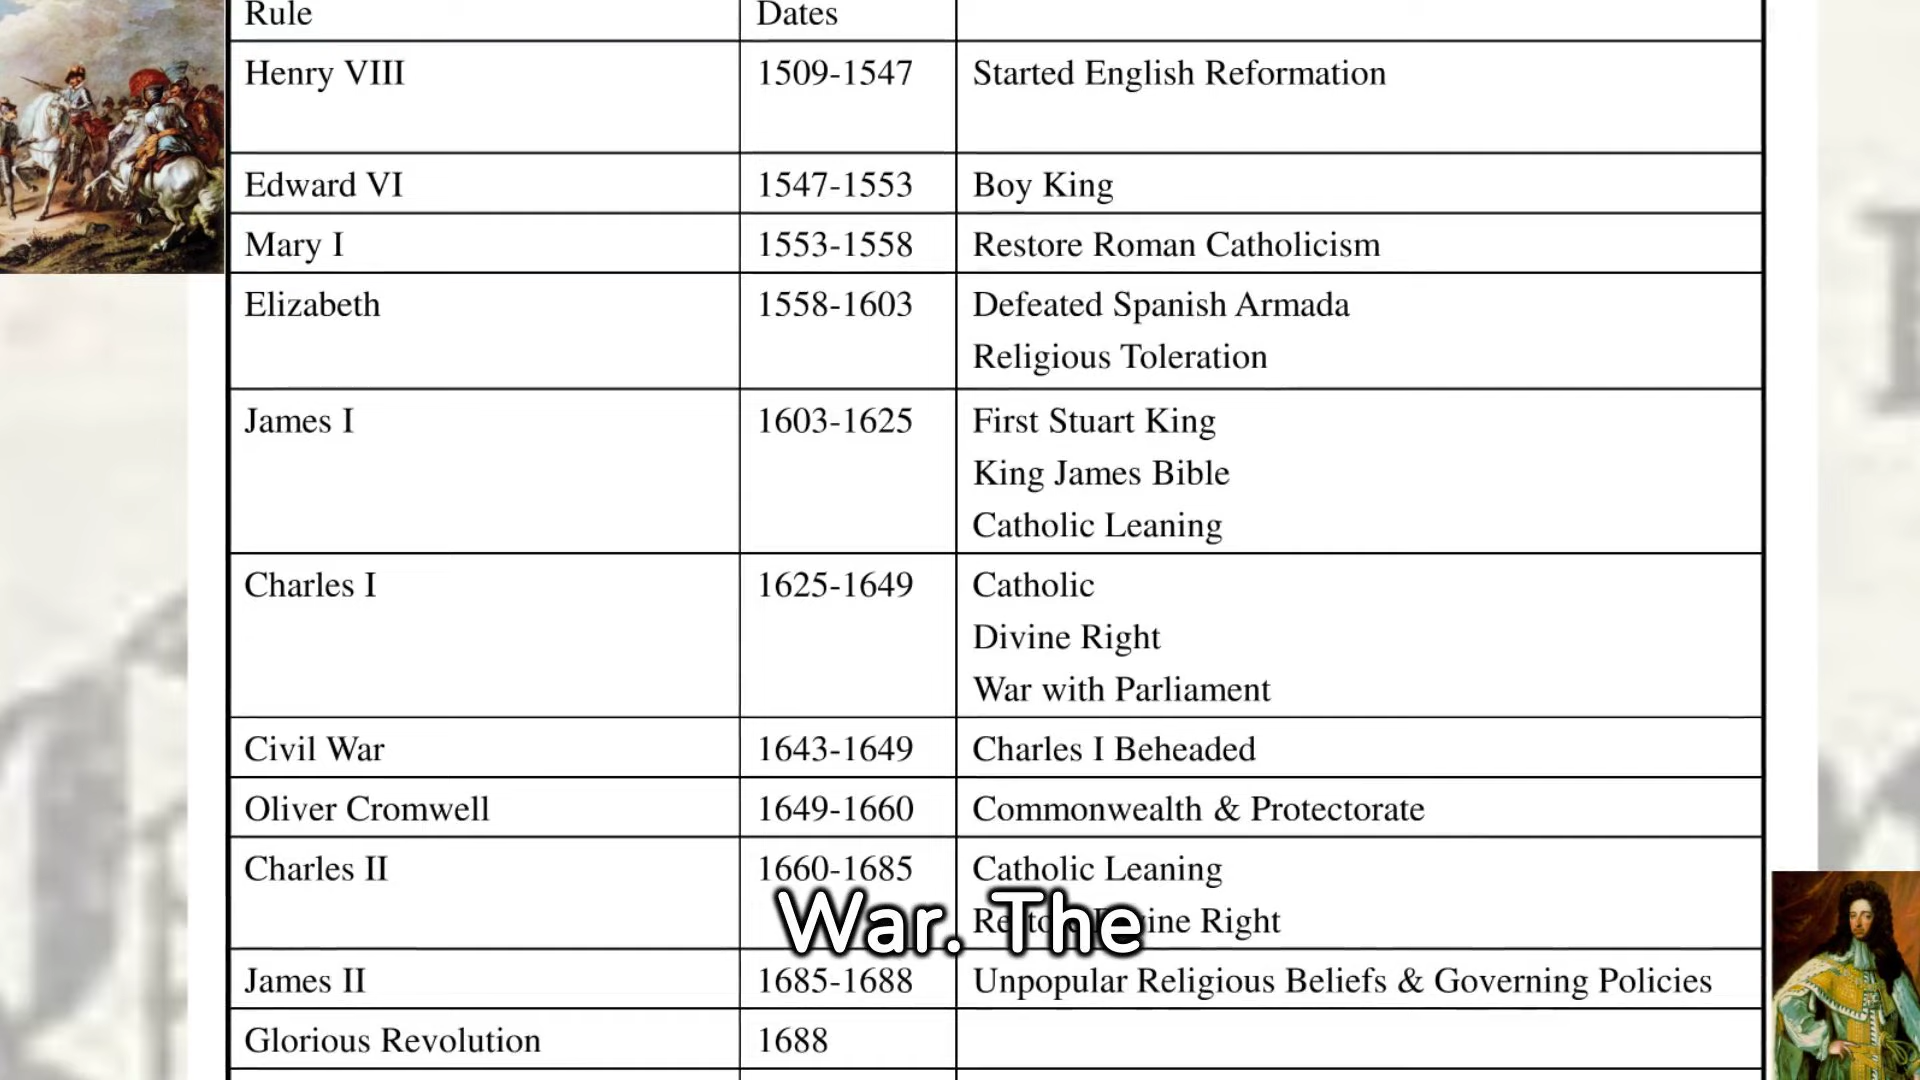 Rule Dates
Henry VIII 1509-1547 Started English Reformation
Edward VI 1547-1553 Boy King
Mary I 1553-1558 Restore Roman Catholicism
Elizabeth 1558-1603 Defeated Spanish Armada
Religious Toleration
James I 1603-1625 First Stuart King
King James Bible
Catholic Leaning
Charles I 1625-1649 Catholic
Divine Right
War with Parliament
Civil War 1643-1649 Charles I Beheaded
Oliver Cromwell 1649-1660 Commonwealth & Protectorate
Charles II 1660-1685 Catholic Leaning
Right
War. The
James II 1685-1688 Unpopular Religious Beliefs & Governing Policies
Glorious Revolution 1688